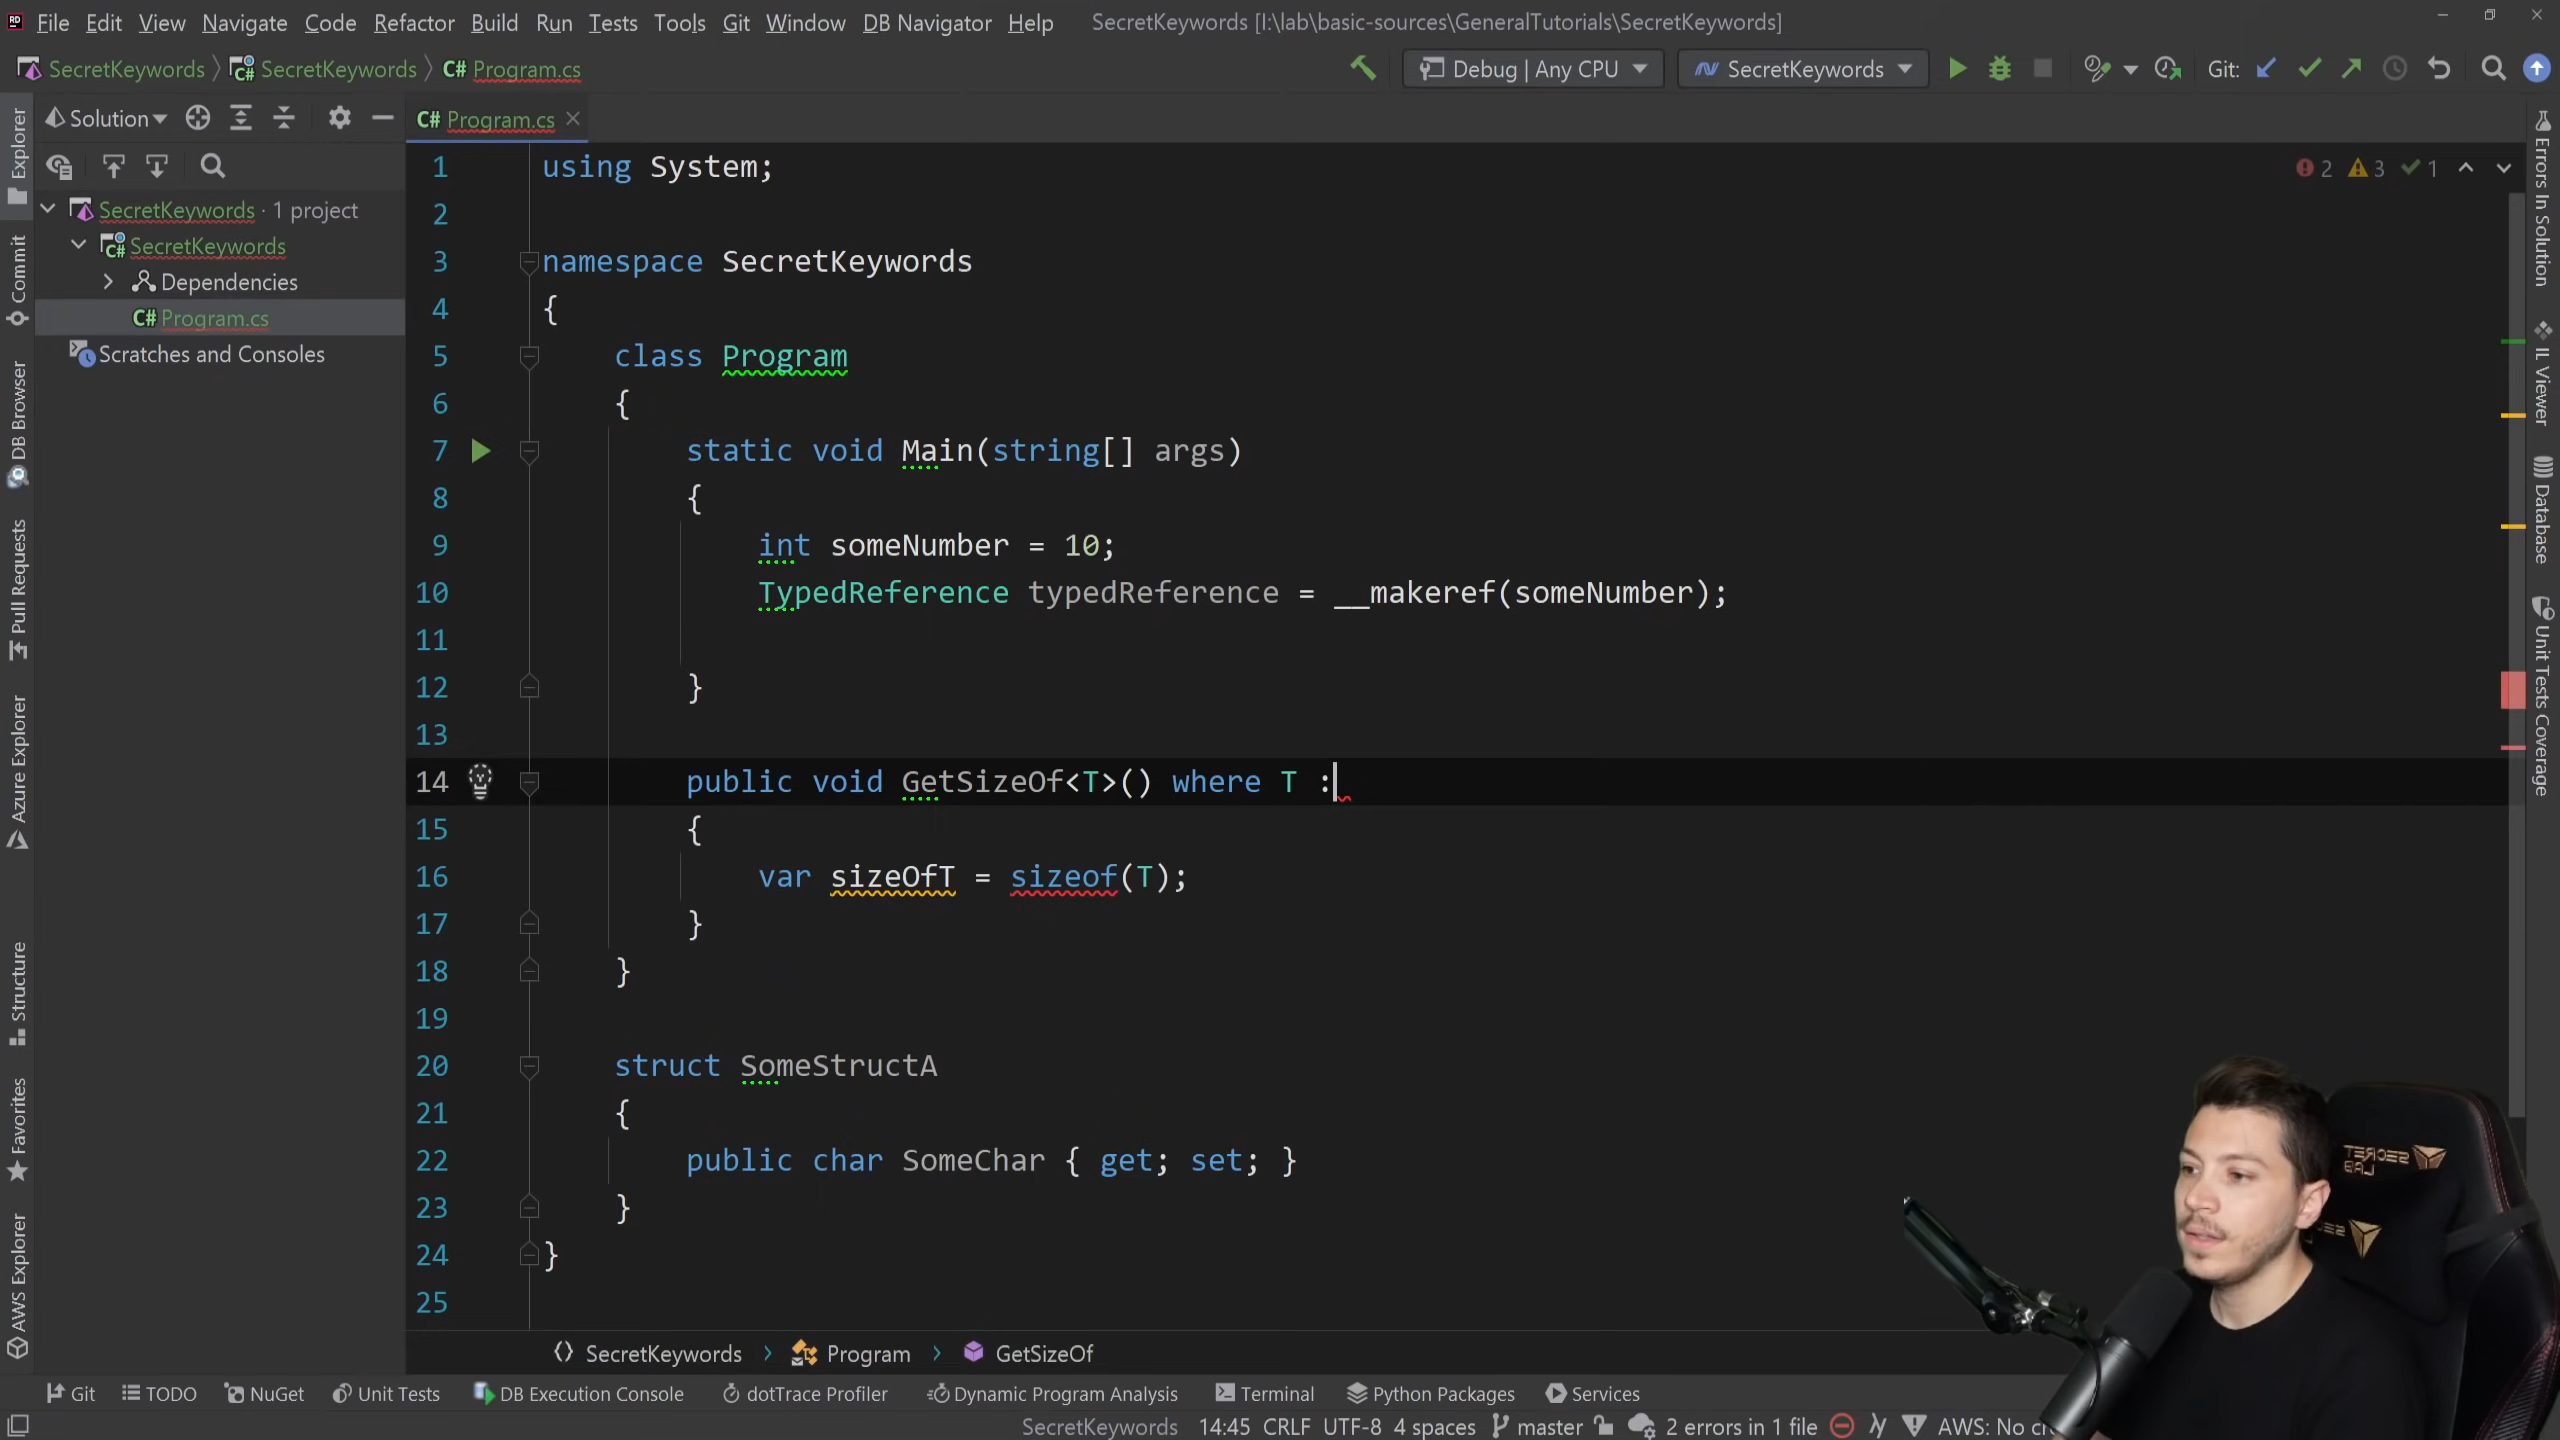 File Edit View Navigate Code Refactor Build Run Tests Tools Git Window DB Navigator Help SecretKeywords [I:\lab\basic-sources\GeneralTutorials\SecretKeywords]
SecretKeywords SecretKeywords C# Program.cs Debug | Any CPU SecretKeywords Git:
Solution
C# Program.cs
SecretKeywords · 1 project
SecretKeywords
Dependencies
C# Program.cs
Scratches and Consoles
Explorer
Commit
DB Browser
Pull Requests
Azure Explorer
Structure
Favorites
AWS Explorer
2 3 1
1 using System;
2
3 namespace SecretKeywords
4 {
5 class Program
6 {
7 static void Main(string[] args)
8 {
9 int someNumber = 10;
10 TypedReference typedReference = __makeref(someNumber);
11
12 }
13
14 public void GetSizeOf<T>() where T :
15 {
16 var sizeOfT = sizeof(T);
17 }
18 }
19
20 struct SomeStructA
21 {
22 public char SomeChar { get; set; }
23 }
24 }
25
Errors In Solution
IL Viewer
Database
Unit Tests Coverage
SECRET
LAB
{} SecretKeywords Program GetSizeOf
Git TODO NuGet Unit Tests DB Execution Console dotTrace Profiler Dynamic Program Analysis Terminal Python Packages Services
SecretKeywords 14:45 CRLF UTF-8 4 spaces master 2 errors in 1 file AWS: No